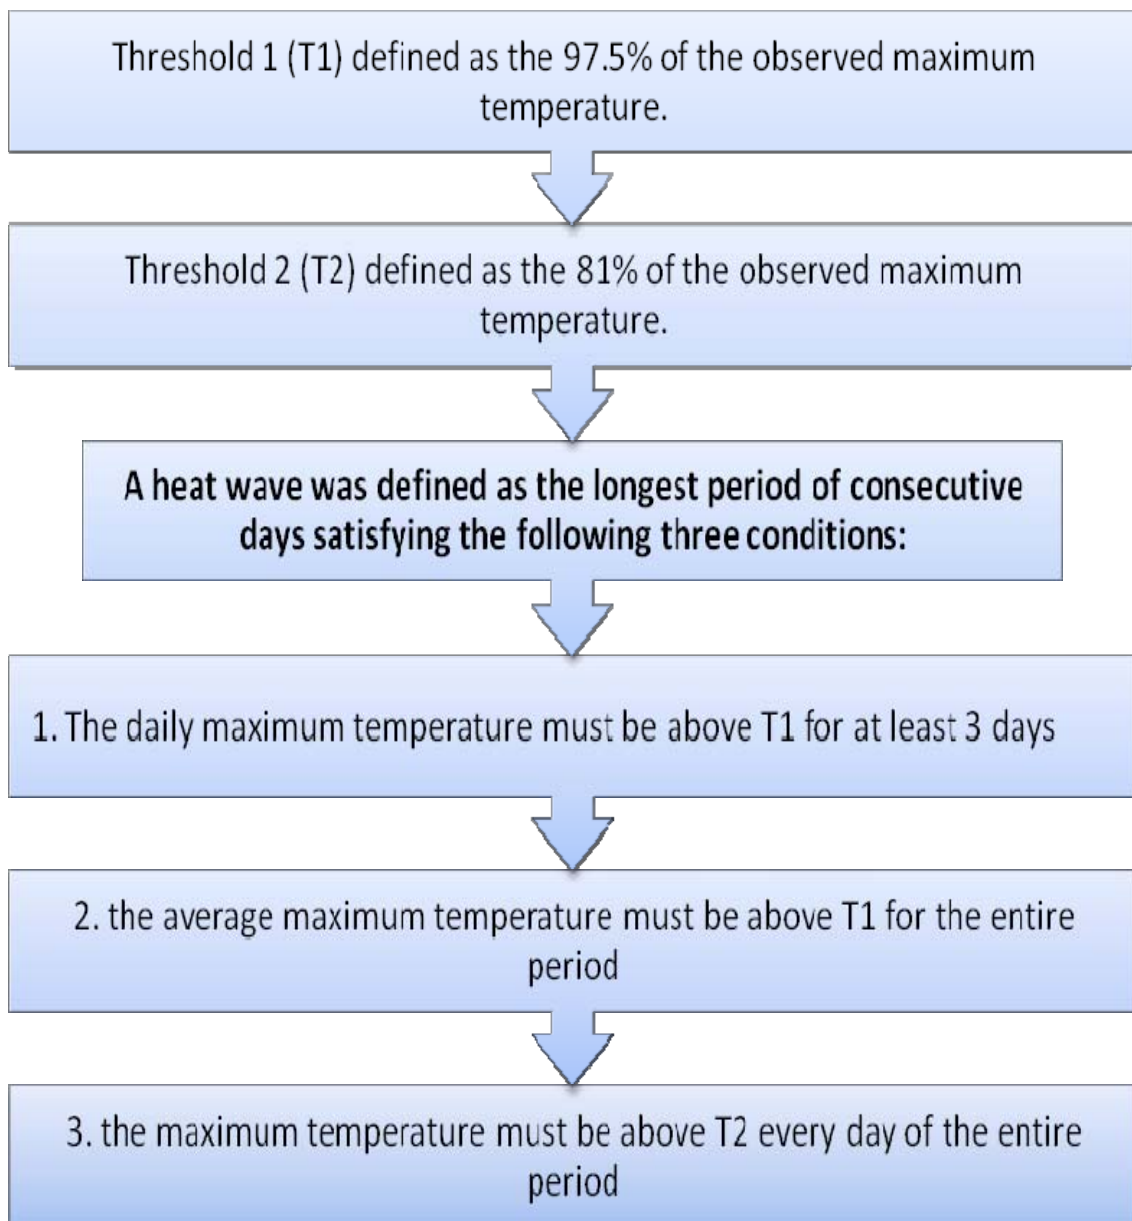 Threshold 1 (T1) defined as the 97.5% of the observed maximum
temperature.
Threshold 2 (T2) defined as the 81% of the observed maximum
temperature.
A heat wave was defined as the longest period of consecutive
days satisfying the following three conditions:
1. The daily maximum temperature must be above T1 for at least 3 days
2. the average maximum temperature must be above T1 for the entire
period
3. the maximum temperature must be above T2 every day of the entire
period